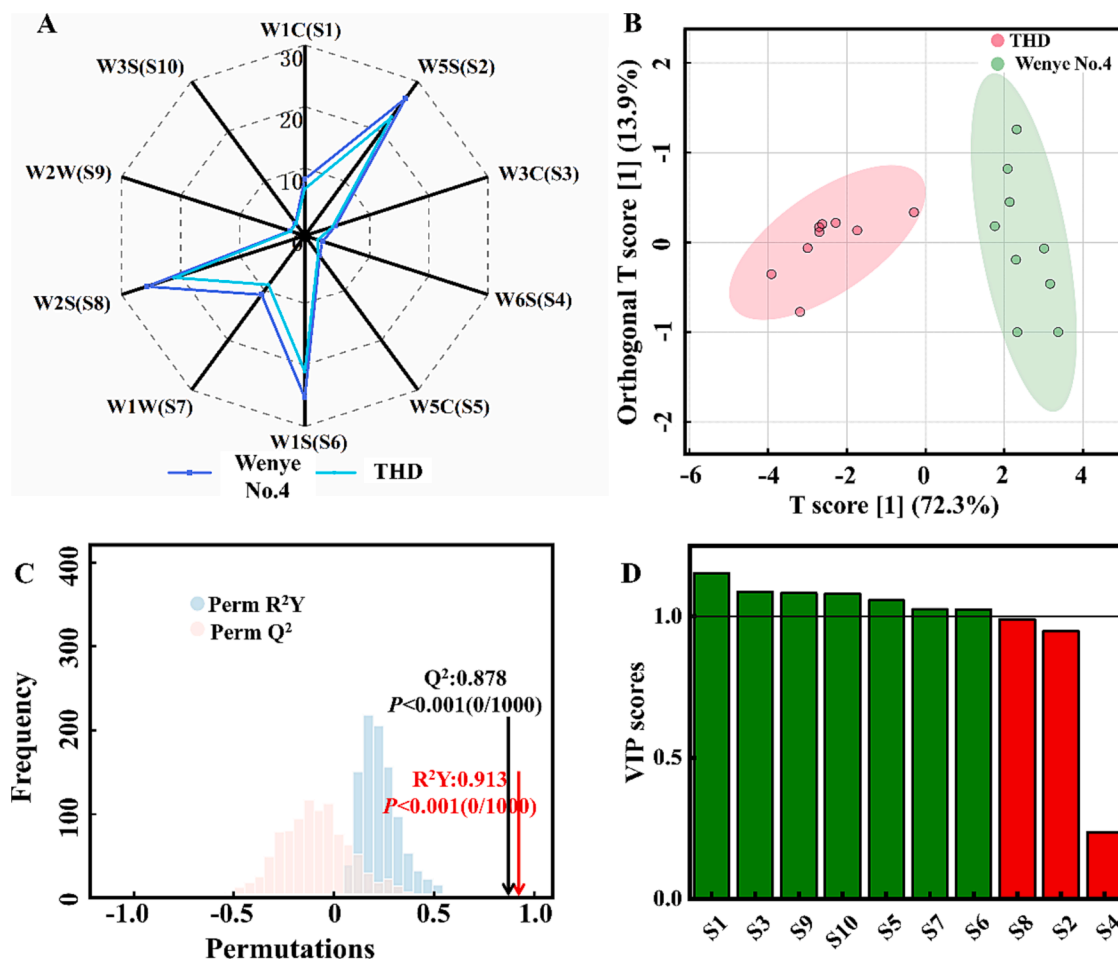 A
W1C(S1)
W5S(S2)
W3C(S3)
W6S(S4)
W5C(S5)
W1S(S6)
W1W(S7)
W2S(S8)
W2W(S9)
W3S(S10)
30
20
10
0
Wenye
No.4
THD
B
THD
Wenye No.4
Orthogonal T score [1] (13.9%)
2
-1
0
-1
-2
-6
-4
-2
0
2
4
T score [1] (72.3%)
C
Perm R²Y
Perm Q²
Q²:0.878
P<0.001(0/1000)
R²Y:0.913
P<0.001(0/1000)
Frequency
400
300
200
100
0
-1.0
-0.5
0
0.5
1.0
Permutations
D
VIP scores
1.0
0.5
0.0
S1
S3
S9
S10
S5
S7
S6
S8
S2
S4